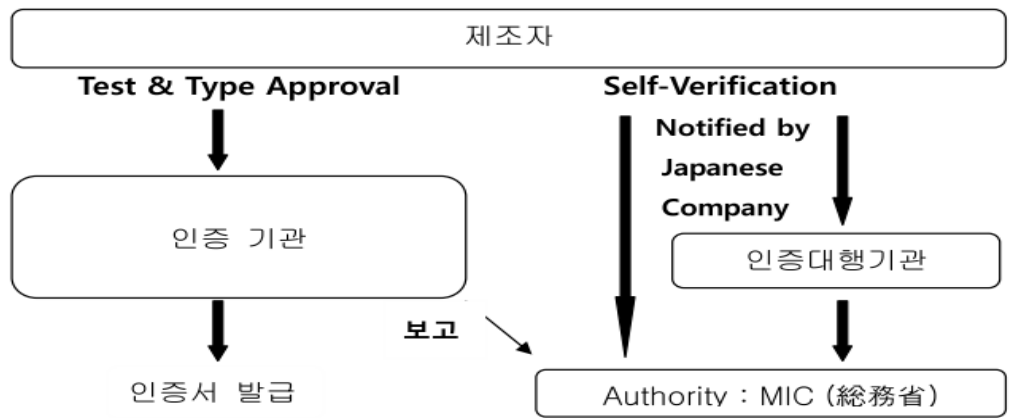 제조자
Test & Type Approval
Self-Verification
Notified by
Japanese
Company
인증 기관
인증대행기관
보고
인증서 발급
Authority : MIC (総務省)